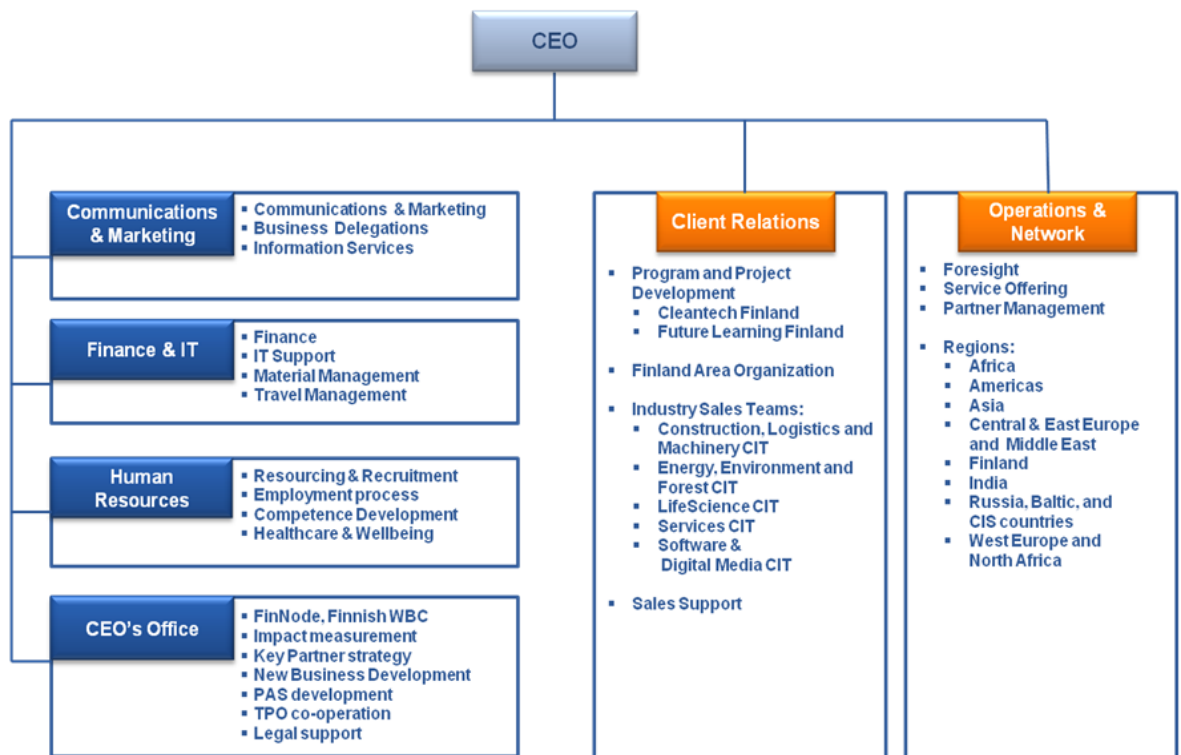 CEO
Communications
& Marketing
▪ Communications & Marketing
▪ Business Delegations
▪ Information Services
Finance & IT
▪ Finance
▪ IT Support
▪ Material Management
▪ Travel Management
Human
Resources
▪ Resourcing & Recruitment
▪ Employment process
▪ Competence Development
▪ Healthcare & Wellbeing
CEO's Office
▪ FinNode, Finnish WBC
▪ Impact measurement
▪ Key Partner strategy
▪ New Business Development
▪ PAS development
▪ TPO co-operation
▪ Legal support
Client Relations
▪ Program and Project
Development
▪ Cleantech Finland
▪ Future Learning Finland
▪ Finland Area Organization
▪ Industry Sales Teams:
▪ Construction, Logistics and
Machinery CIT
▪ Energy, Environment and
Forest CIT
▪ LifeScience CIT
▪ Services CIT
▪ Software &
Digital Media CIT
▪ Sales Support
Operations &
Network
▪ Foresight
▪ Service Offering
▪ Partner Management
▪ Regions:
▪ Africa
▪ Americas
▪ Asia
▪ Central & East Europe
and Middle East
▪ Finland
▪ India
▪ Russia, Baltic, and
CIS countries
▪ West Europe and
North Africa